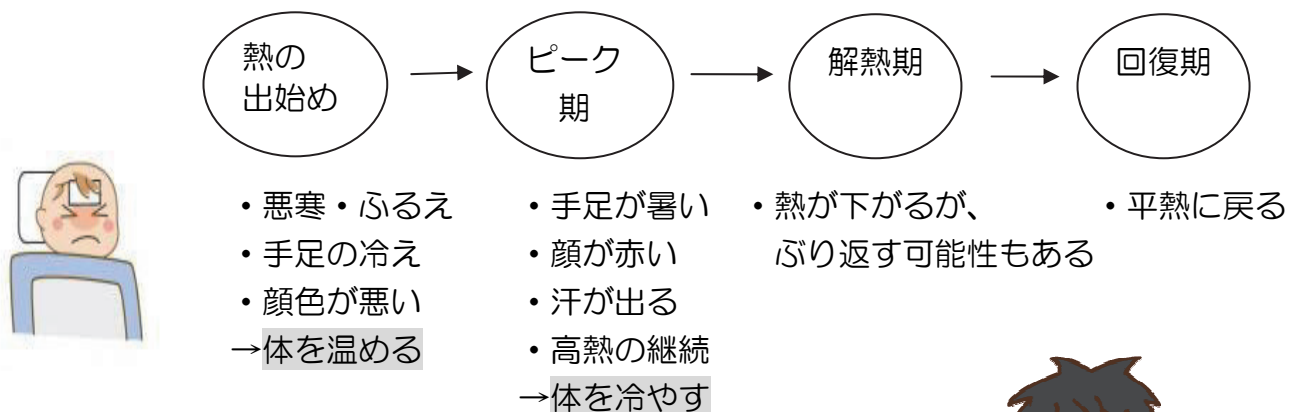 熱の
出始め
ピーク
期
解熱期
回復期
・悪寒・ふるえ
・手足の冷え
・顔色が悪い
→体を温める
・手足が暑い
・顔が赤い
・汗が出る
・高熱の継続
→体を冷やす
・熱が下がるが、
ぶり返す可能性もある
・平熱に戻る